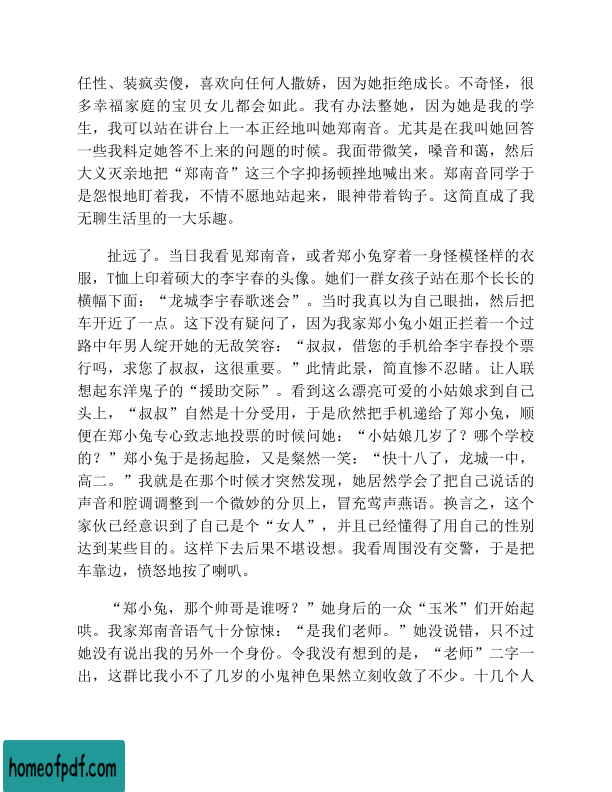 任性、装疯卖傻，喜欢向任何人撒娇，因为她拒绝成长。不奇怪，很
多幸福家庭的宝贝女儿都会如此。我有办法整她，因为她是我的学
生，我可以站在讲台上一本正经地叫她郑南音。尤其是在我叫她回答
一些我料定她答不上来的问题的时候。我面带微笑，嗓音和蔼，然后
大义灭亲地把“郑南音”这三个字抑扬顿挫地喊出来。郑南音同学于
是怨恨地盯着我，不情不愿地站起来，眼神带着钩子。这简直成了我
无聊生活里的一大乐趣。
扯远了。当日我看见郑南音，或者郑小兔穿着一身怪模怪样的衣
服，T恤上印着硕大的李宇春的头像。她们一群女孩子站在那个长长的
横幅下面：“龙城李宇春歌迷会”。当时我真以为自己眼拙，然后把
车开近了一点。这下没有疑问了，因为我家郑小兔小姐正拦着一个过
路中年男人绽开她的无敌笑容：“叔叔，借您的手机给李宇春投个票
行吗，求您了叔叔，这很重要。”此情此景，简直惨不忍睹。让人联
想起东洋鬼子的“援助交际”。看到这么漂亮可爱的小姑娘求到自己
头上，“叔叔”自然是十分受用，于是欣然把手机递给了郑小兔，顺
便在郑小兔专心致志地投票的时候问她：“小姑娘几岁了？哪个学校
的？”郑小兔于是扬起脸，又是粲然一笑：“快十八了，龙城一中，
高二。”我就是在那个时候才突然发现，她居然学会了把自己说话的
声音和腔调调整到一个微妙的分贝上，冒充莺声燕语。换言之，这个
家伙已经意识到了自己是个“女人”，并且已经懂得了用自己的性别
达到某些目的。这样下去后果不堪设想。我看周围没有交警，于是把
车靠边，愤怒地按了喇叭。
“郑小兔，那个帅哥是谁呀？”她身后的一众“玉米”们开始起
哄。我家郑南音语气十分惊悚：“是我们老师。”她没说错，只不过
她没有说出我的另外一个身份。令我没有想到的是，“老师”二字一
出，这群比我小不了几岁的小鬼神色果然立刻收敛了不少。十几个人
homeofpdf.com